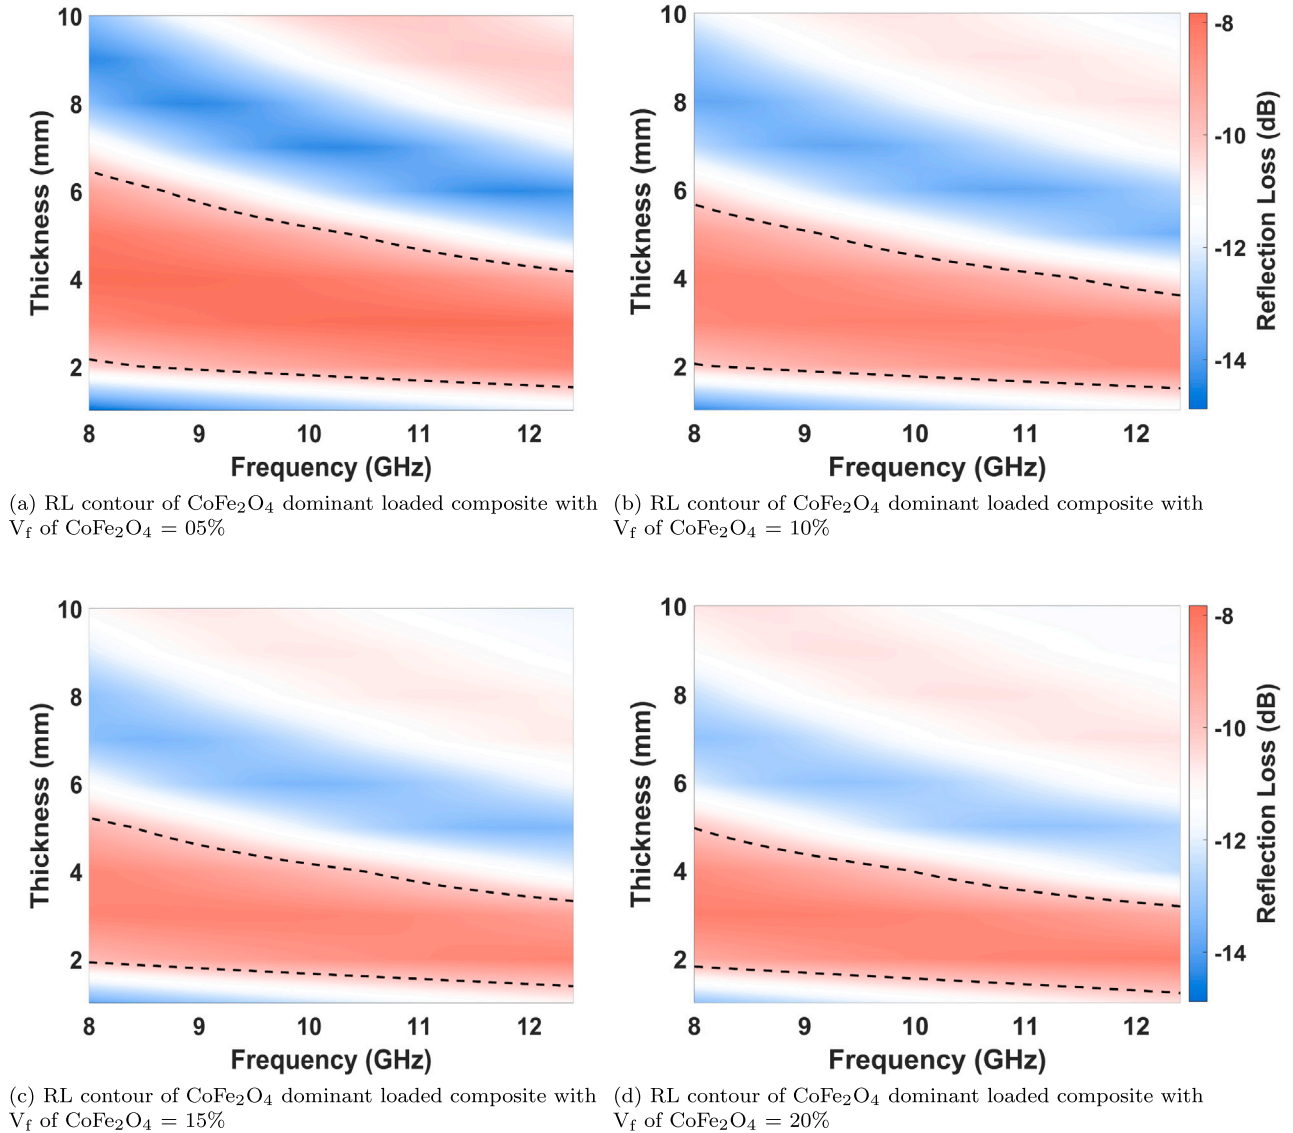 10
8
6
4
2
Thickness (mm)
8 9 10 11 12
Frequency (GHz)
10
8
6
4
2
Thickness (mm)
8 9 10 11 12
Frequency (GHz)
-8
-10
-12
-14
Reflection Loss (dB)
(a) RL contour of CoFe₂O₄ dominant loaded composite with
V_f of CoFe₂O₄ = 05%
(b) RL contour of CoFe₂O₄ dominant loaded composite with
V_f of CoFe₂O₄ = 10%
10
8
6
4
2
Thickness (mm)
8 9 10 11 12
Frequency (GHz)
10
8
6
4
2
Thickness (mm)
8 9 10 11 12
Frequency (GHz)
-8
-10
-12
-14
Reflection Loss (dB)
(c) RL contour of CoFe₂O₄ dominant loaded composite with
V_f of CoFe₂O₄ = 15%
(d) RL contour of CoFe₂O₄ dominant loaded composite with
V_f of CoFe₂O₄ = 20%